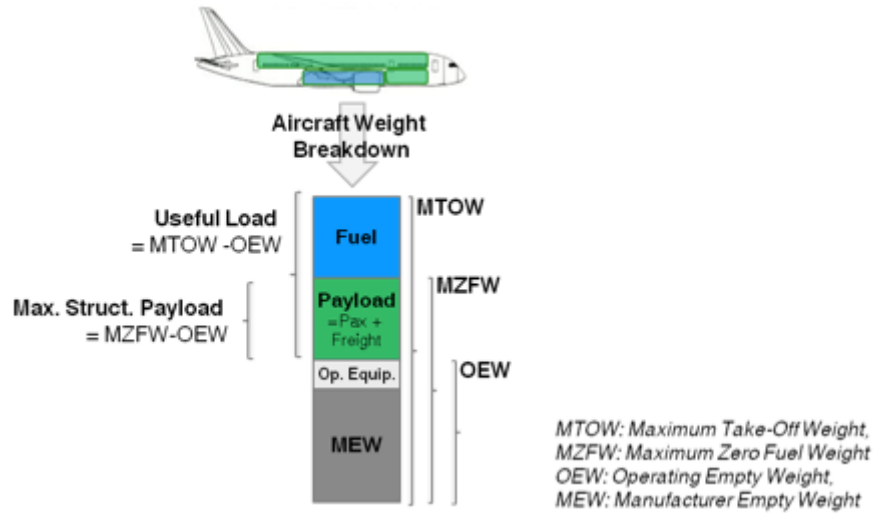 Aircraft Weight
Breakdown
MTOW
Useful Load
= MTOW -OEW
Fuel
MZFW
Max. Struct. Payload
= MZFW-OEW
Payload
=Pax +
Freight
OEW
Op. Equip.
MEW
MTOW: Maximum Take-Off Weight,
MZFW: Maximum Zero Fuel Weight
OEW: Operating Empty Weight,
MEW: Manufacturer Empty Weight